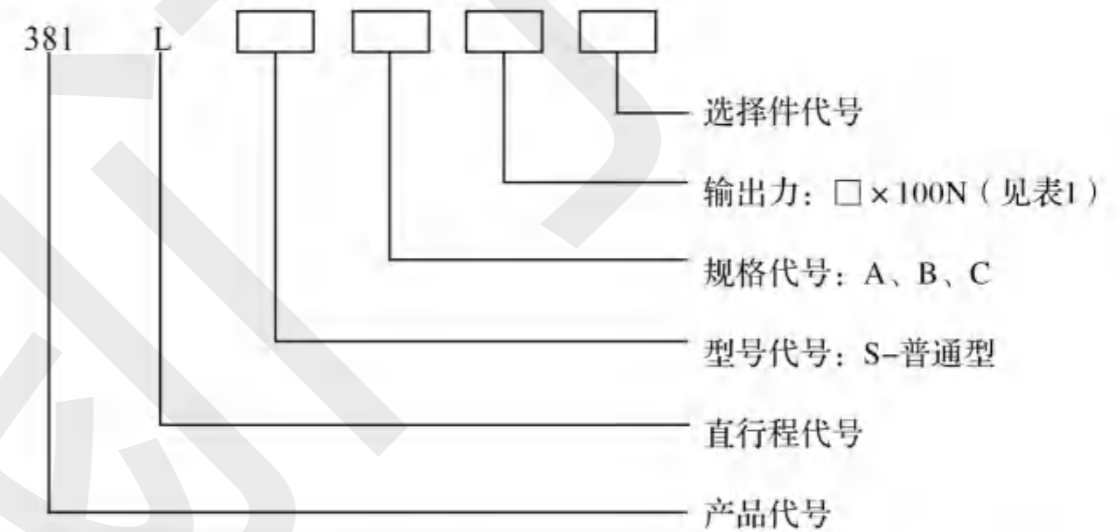 381 L □ □ □ □
选择件代号
输出力：□×100N（见表1）
规格代号：A、B、C
型号代号：S-普通型
直行程代号
产品代号